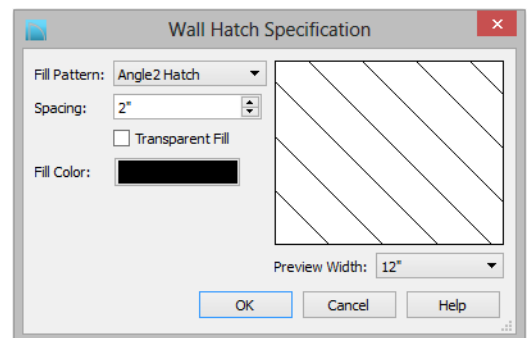 Wall Hatch Specification
Fill Pattern: Angle2 Hatch
Spacing: 2"
Transparent Fill
Fill Color:
Preview Width: 12"
OK Cancel Help